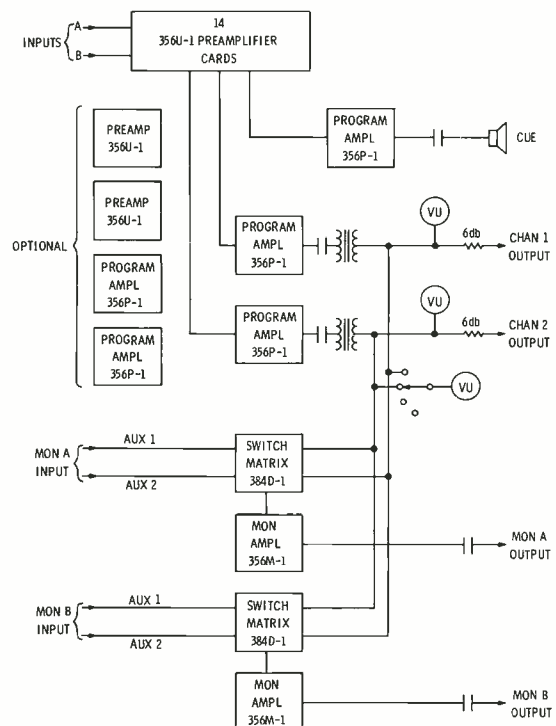 14
356U-1 PREAMPLIFIER
CARDS
INPUTS
A
B
PROGRAM
AMPL
356P-1
CUE
OPTIONAL
PREAMP
356U-1
PREAMP
356U-1
PROGRAM
AMPL
356P-1
PROGRAM
AMPL
356P-1
PROGRAM
AMPL
356P-1
VU
6db
CHAN 1
OUTPUT
PROGRAM
AMPL
356P-1
VU
6db
CHAN 2
OUTPUT
VU
MON A
INPUT
AUX 1
AUX 2
SWITCH
MATRIX
384D-1
MON
AMPL
356M-1
MON A
OUTPUT
MON B
INPUT
AUX 1
AUX 2
SWITCH
MATRIX
384D-1
MON
AMPL
356M-1
MON B
OUTPUT